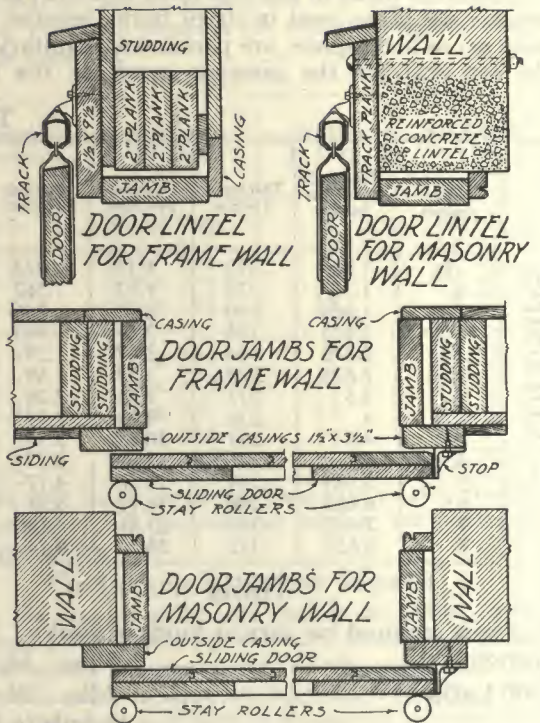 STUDDING
1½ x 9½
2" PLANK
2" PLANK
2" PLANK
TRACK
DOOR
JAMB
CASING
DOOR LINTEL
FOR FRAME WALL
WALL
TRACK PLANK
REINFORCED
CONCRETE
LINTEL
TRACK
DOOR
JAMB
DOOR LINTEL
FOR MASONRY
WALL
CASING
CASING
DOOR JAMBS FOR
FRAME WALL
STUDDING
STUDDING
JAMB
JAMB
STUDDING
STUDDING
SIDING
OUTSIDE CASINGS 1½" X 3½"
STOP
SLIDING DOOR
STAY ROLLERS
WALL
JAMB
DOOR JAMBS FOR
MASONRY WALL
JAMB
WALL
OUTSIDE CASING
SLIDING DOOR
STAY ROLLERS